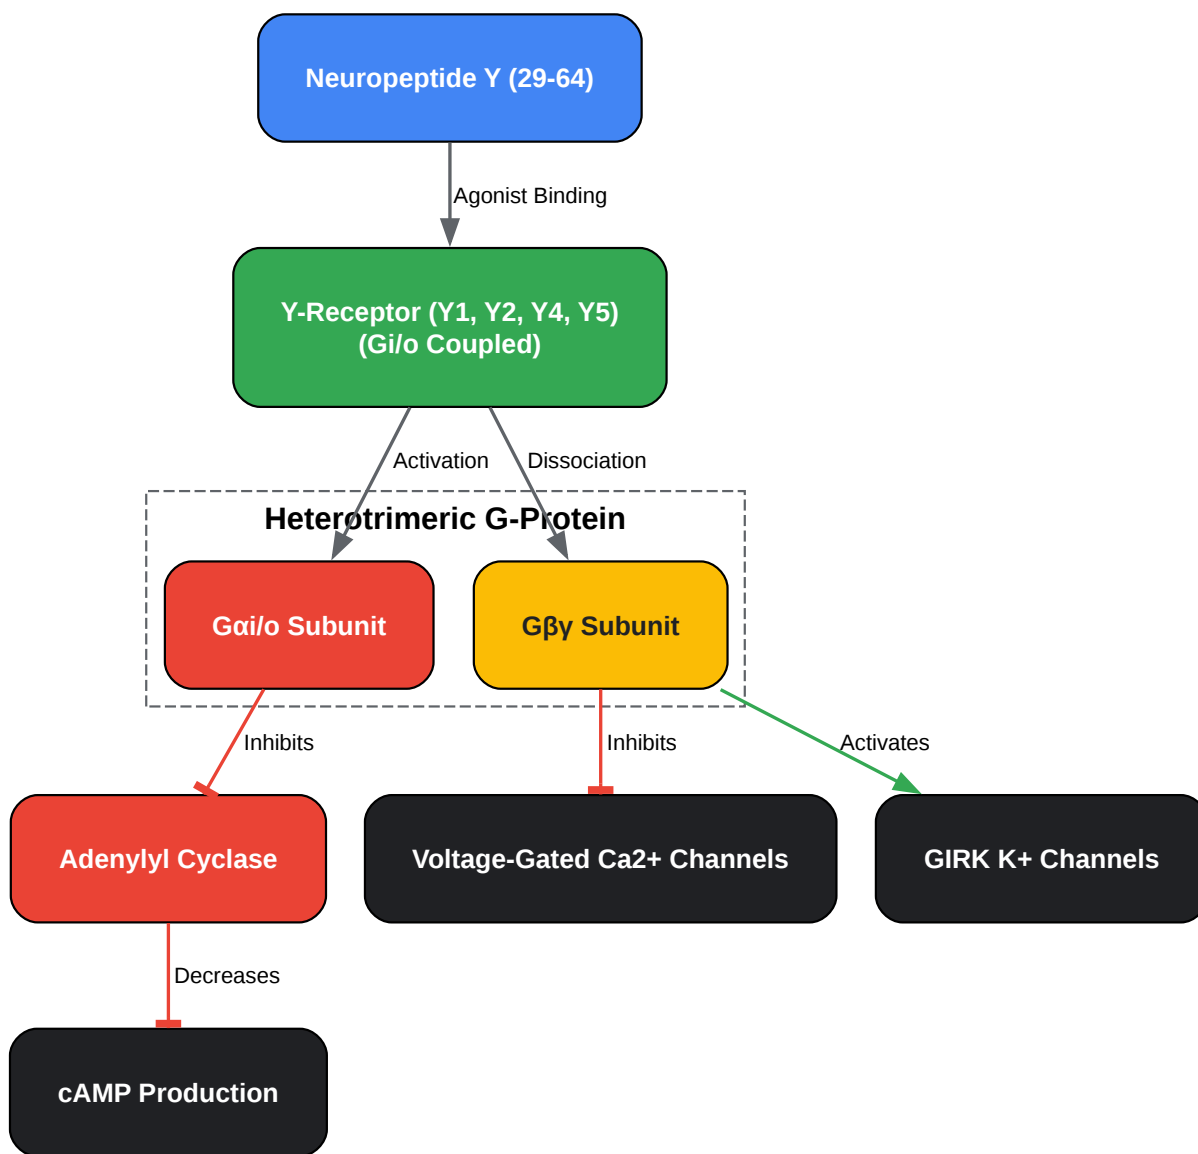 Neuropeptide Y (29-64)
Agonist Binding
Y-Receptor (Y1, Y2, Y4, Y5)
(Gi/o Coupled)
Activation
Dissociation
Heterotrimeric G-Protein
Gαi/o Subunit
Gβγ Subunit
Inhibits
Inhibits
Activates
Adenylyl Cyclase
Voltage-Gated Ca2+ Channels
GIRK K+ Channels
Decreases
cAMP Production